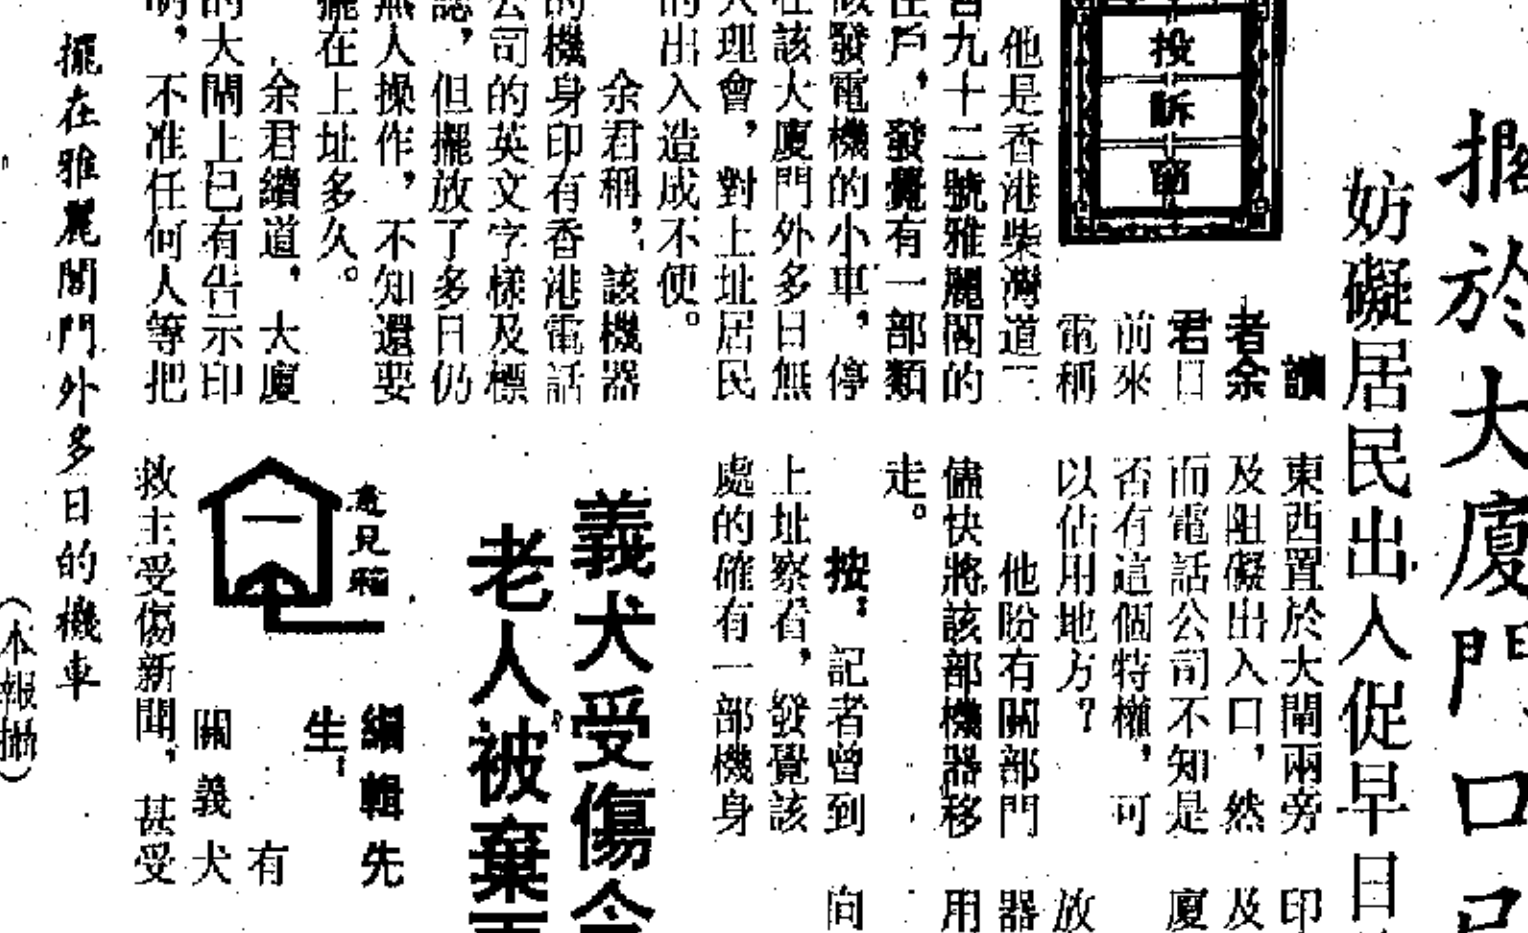 擱於大廈門口
妨礙居民出入促早日
投訴箱
讀
者余
君日
前來
電稱
他是香港柴灣道二
百九十二號雅麗閣的
住戶,發覺有一部類
似發電機的小車,停
在該大廈門外多日無
人理會,對上址居民
的出入造成不便。
余君稱,該機器
的機身印有香港電話
公司的英文字樣及標
誌,但擺放了多日仍
無人操作,不知還要
擺在上址多久。
余君續道,大廈
的大閘上已有告示印
明,不准任何人等把
東西置於大閘兩旁
及阻礙出入口,然
而電話公司不知是
否有這個特權,可
以佔用地方?
他盼有關部門
儘快將該部機器移
走。
按:記者曾到
上址察看,發覺該
處的確有一部機身
印
及
廈
放
器
用
向
擺在雅麗閣門外多日的機車
(本報攝)
義犬受傷令
老人被棄
意見箱
編輯先
生:
有
關義犬
救主受傷新聞,甚受